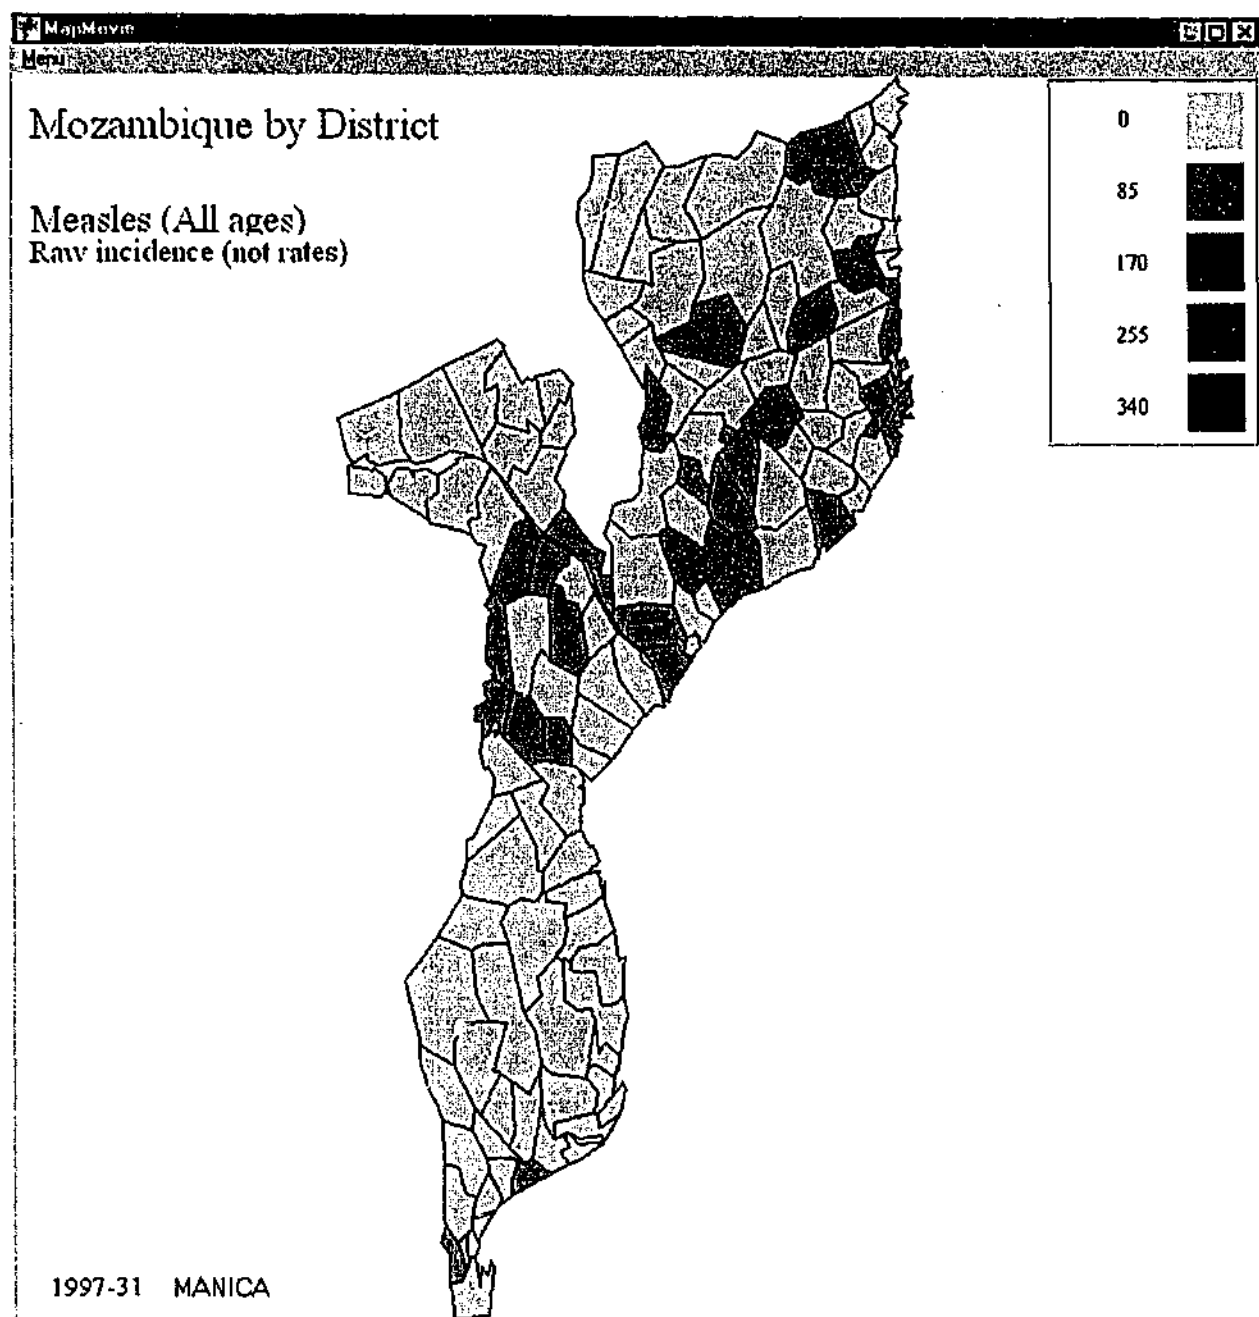 MapMovie
Menu
Mozambique by District
Measles (All ages)
Raw incidence (not rates)
0
85
170
255
340
1997-31 MANICA